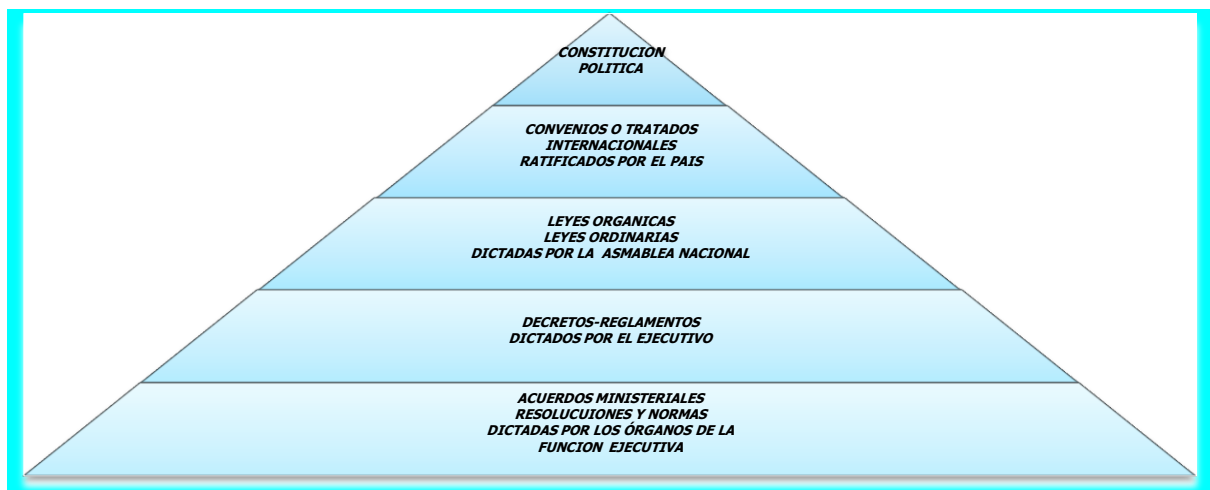 CONSTITUCION
POLITICA
CONVENIOS O TRATADOS
INTERNACIONALES
RATIFICADOS POR EL PAIS
LEYES ORGANICAS
LEYES ORDINARIAS
DICTADAS POR LA ASMABLEA NACIONAL
DECRETOS-REGLAMENTOS
DICTADOS POR EL EJECUTIVO
ACUERDOS MINISTERIALES
RESOLUCUIONES Y NORMAS
DICTADAS POR LOS ÓRGANOS DE LA
FUNCION EJECUTIVA